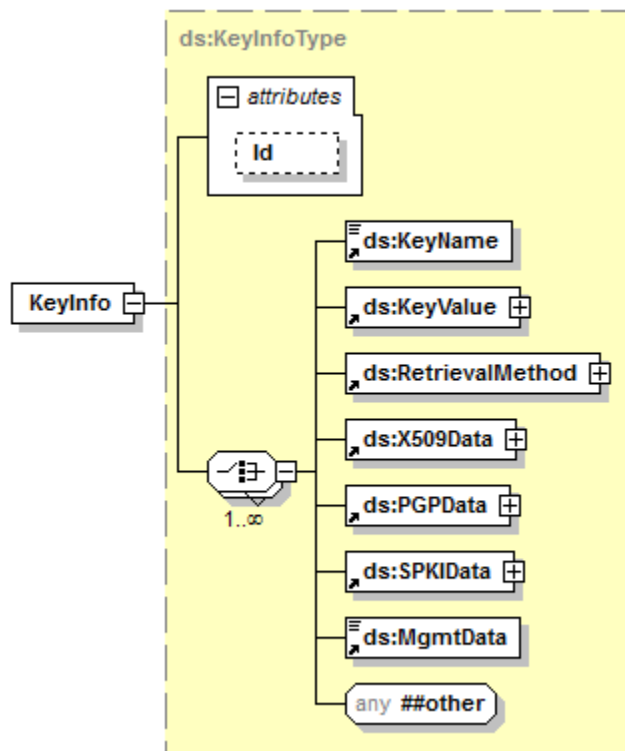 ds:KeyInfoType
attributes
Id
ds:KeyName
KeyInfo
ds:KeyValue
ds:RetrievalMethod
ds:X509Data
1..∞
ds:PGPData
ds:SPKIData
ds:MgmtData
any ##other